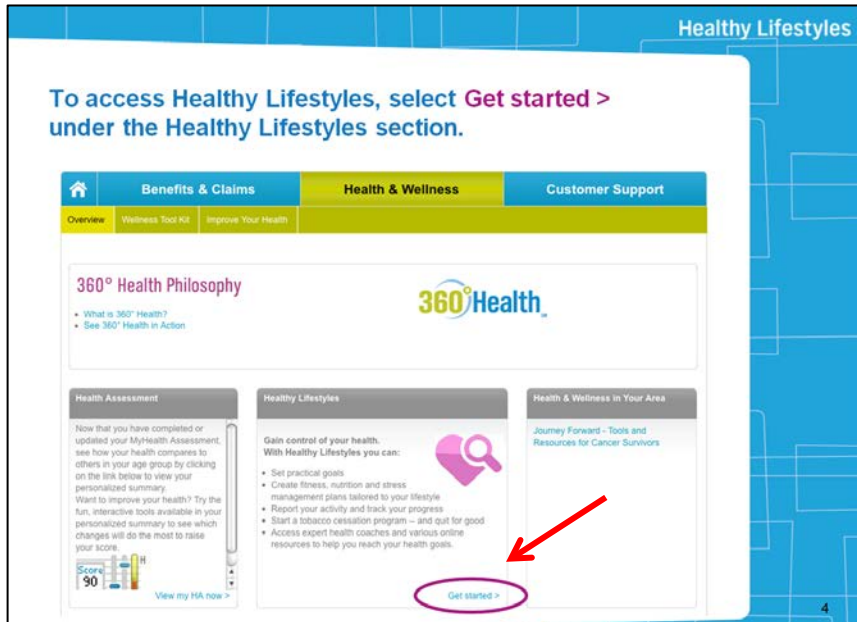 Healthy Lifestyles
To access Healthy Lifestyles, select Get started >
under the Healthy Lifestyles section.
Benefits & Claims
Health & Wellness
Customer Support
Overview
Wellness Tool Kit
Improve Your Health
360° Health Philosophy
• What is 360° Health?
• See 360° Health in Action
360° Health
Health Assessment
Now that you have completed or
updated your MyHealth Assessment,
see how your health compares to
others in your age group by clicking
on the link below to view your
personalized summary.
Want to improve your health? Try the
fun, interactive tools available in your
personalized summary to see which
changes will do the most to raise
your score.
Score
90
H
View my HA now >
Healthy Lifestyles
Gain control of your health.
With Healthy Lifestyles you can:
• Set practical goals
• Create fitness, nutrition and stress
management plans tailored to your lifestyle
• Report your activity and track your progress
• Start a tobacco cessation program -- and quit for good
• Access expert health coaches and various online
resources to help you reach your health goals.
Get started >
Health & Wellness in Your Area
Journey Forward - Tools and
Resources for Cancer Survivors
4